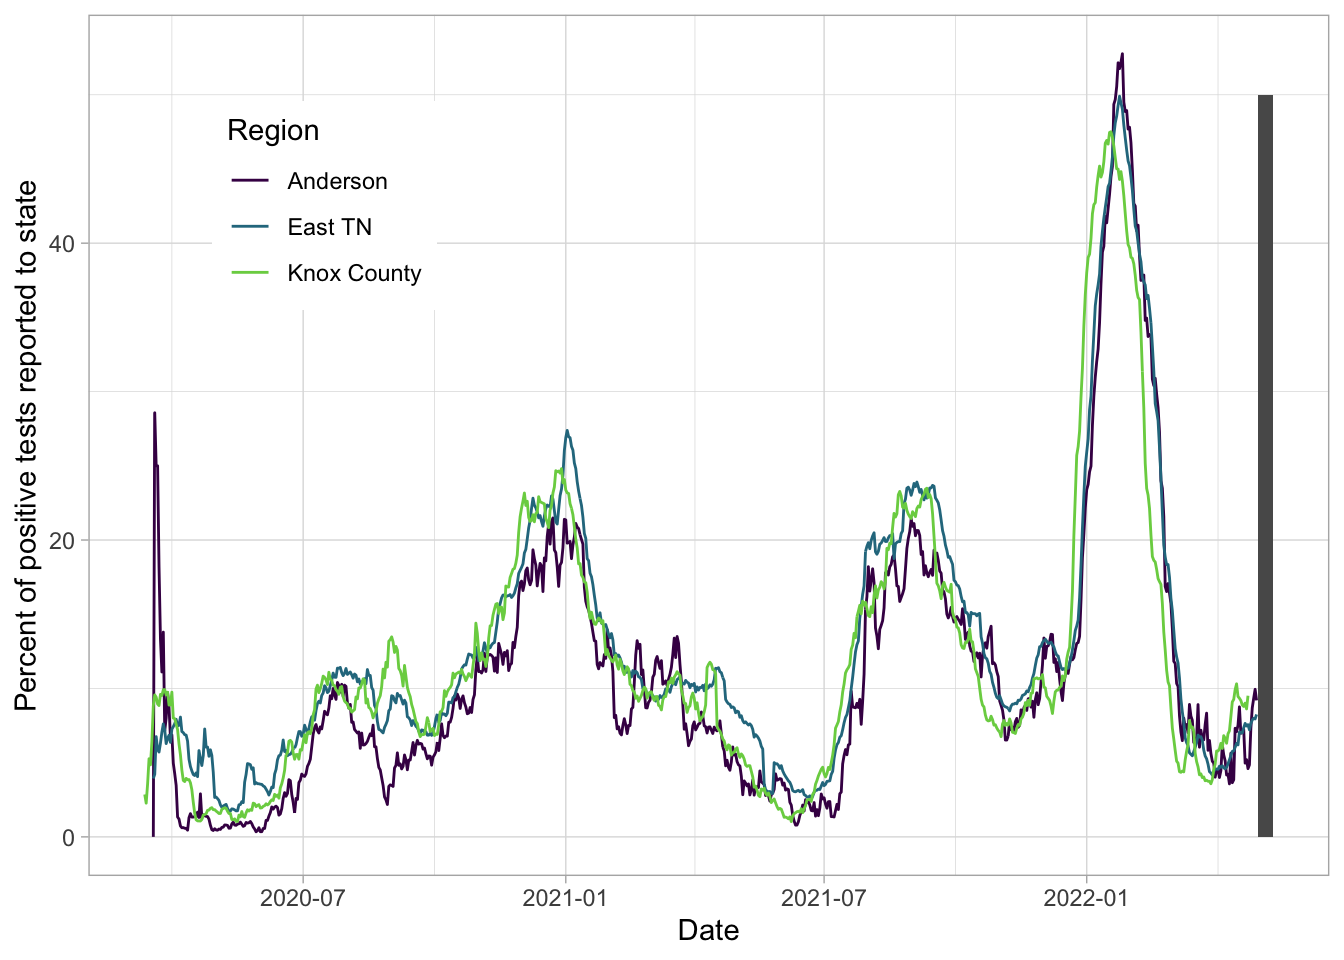 Region
Anderson
East TN
Knox County
Percent of positive tests reported to state
40
20
0
2020-07
2021-01
2021-07
2022-01
Date